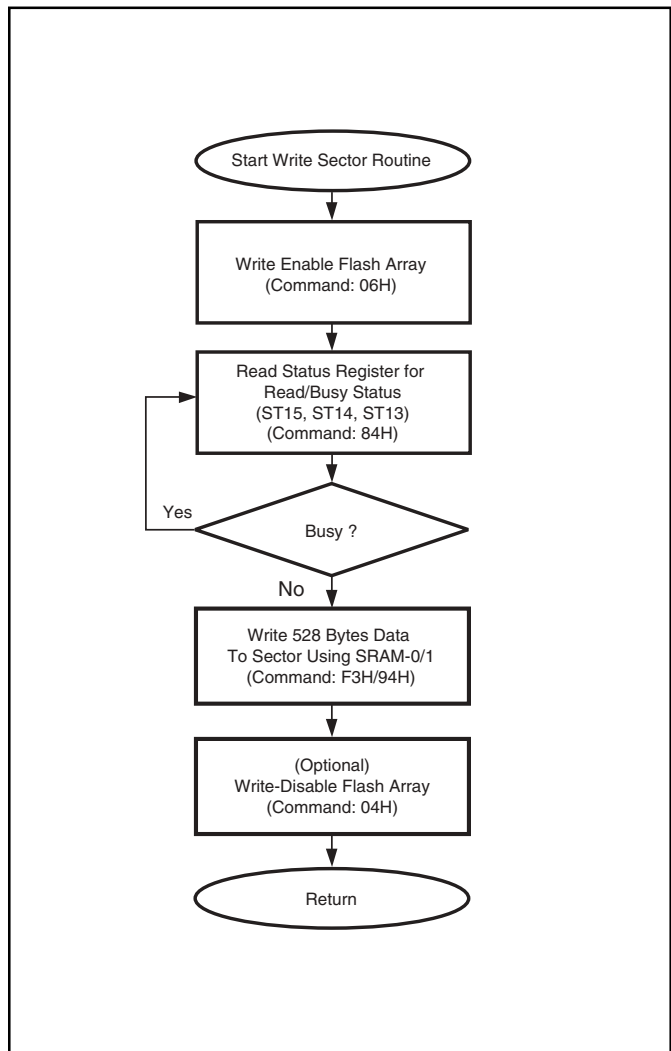 Start Write Sector Routine
Write Enable Flash Array
(Command: 06H)
Read Status Register for
Read/Busy Status
(ST15, ST14, ST13)
(Command: 84H)
Yes
Busy ?
No
Write 528 Bytes Data
To Sector Using SRAM-0/1
(Command: F3H/94H)
(Optional)
Write-Disable Flash Array
(Command: 04H)
Return